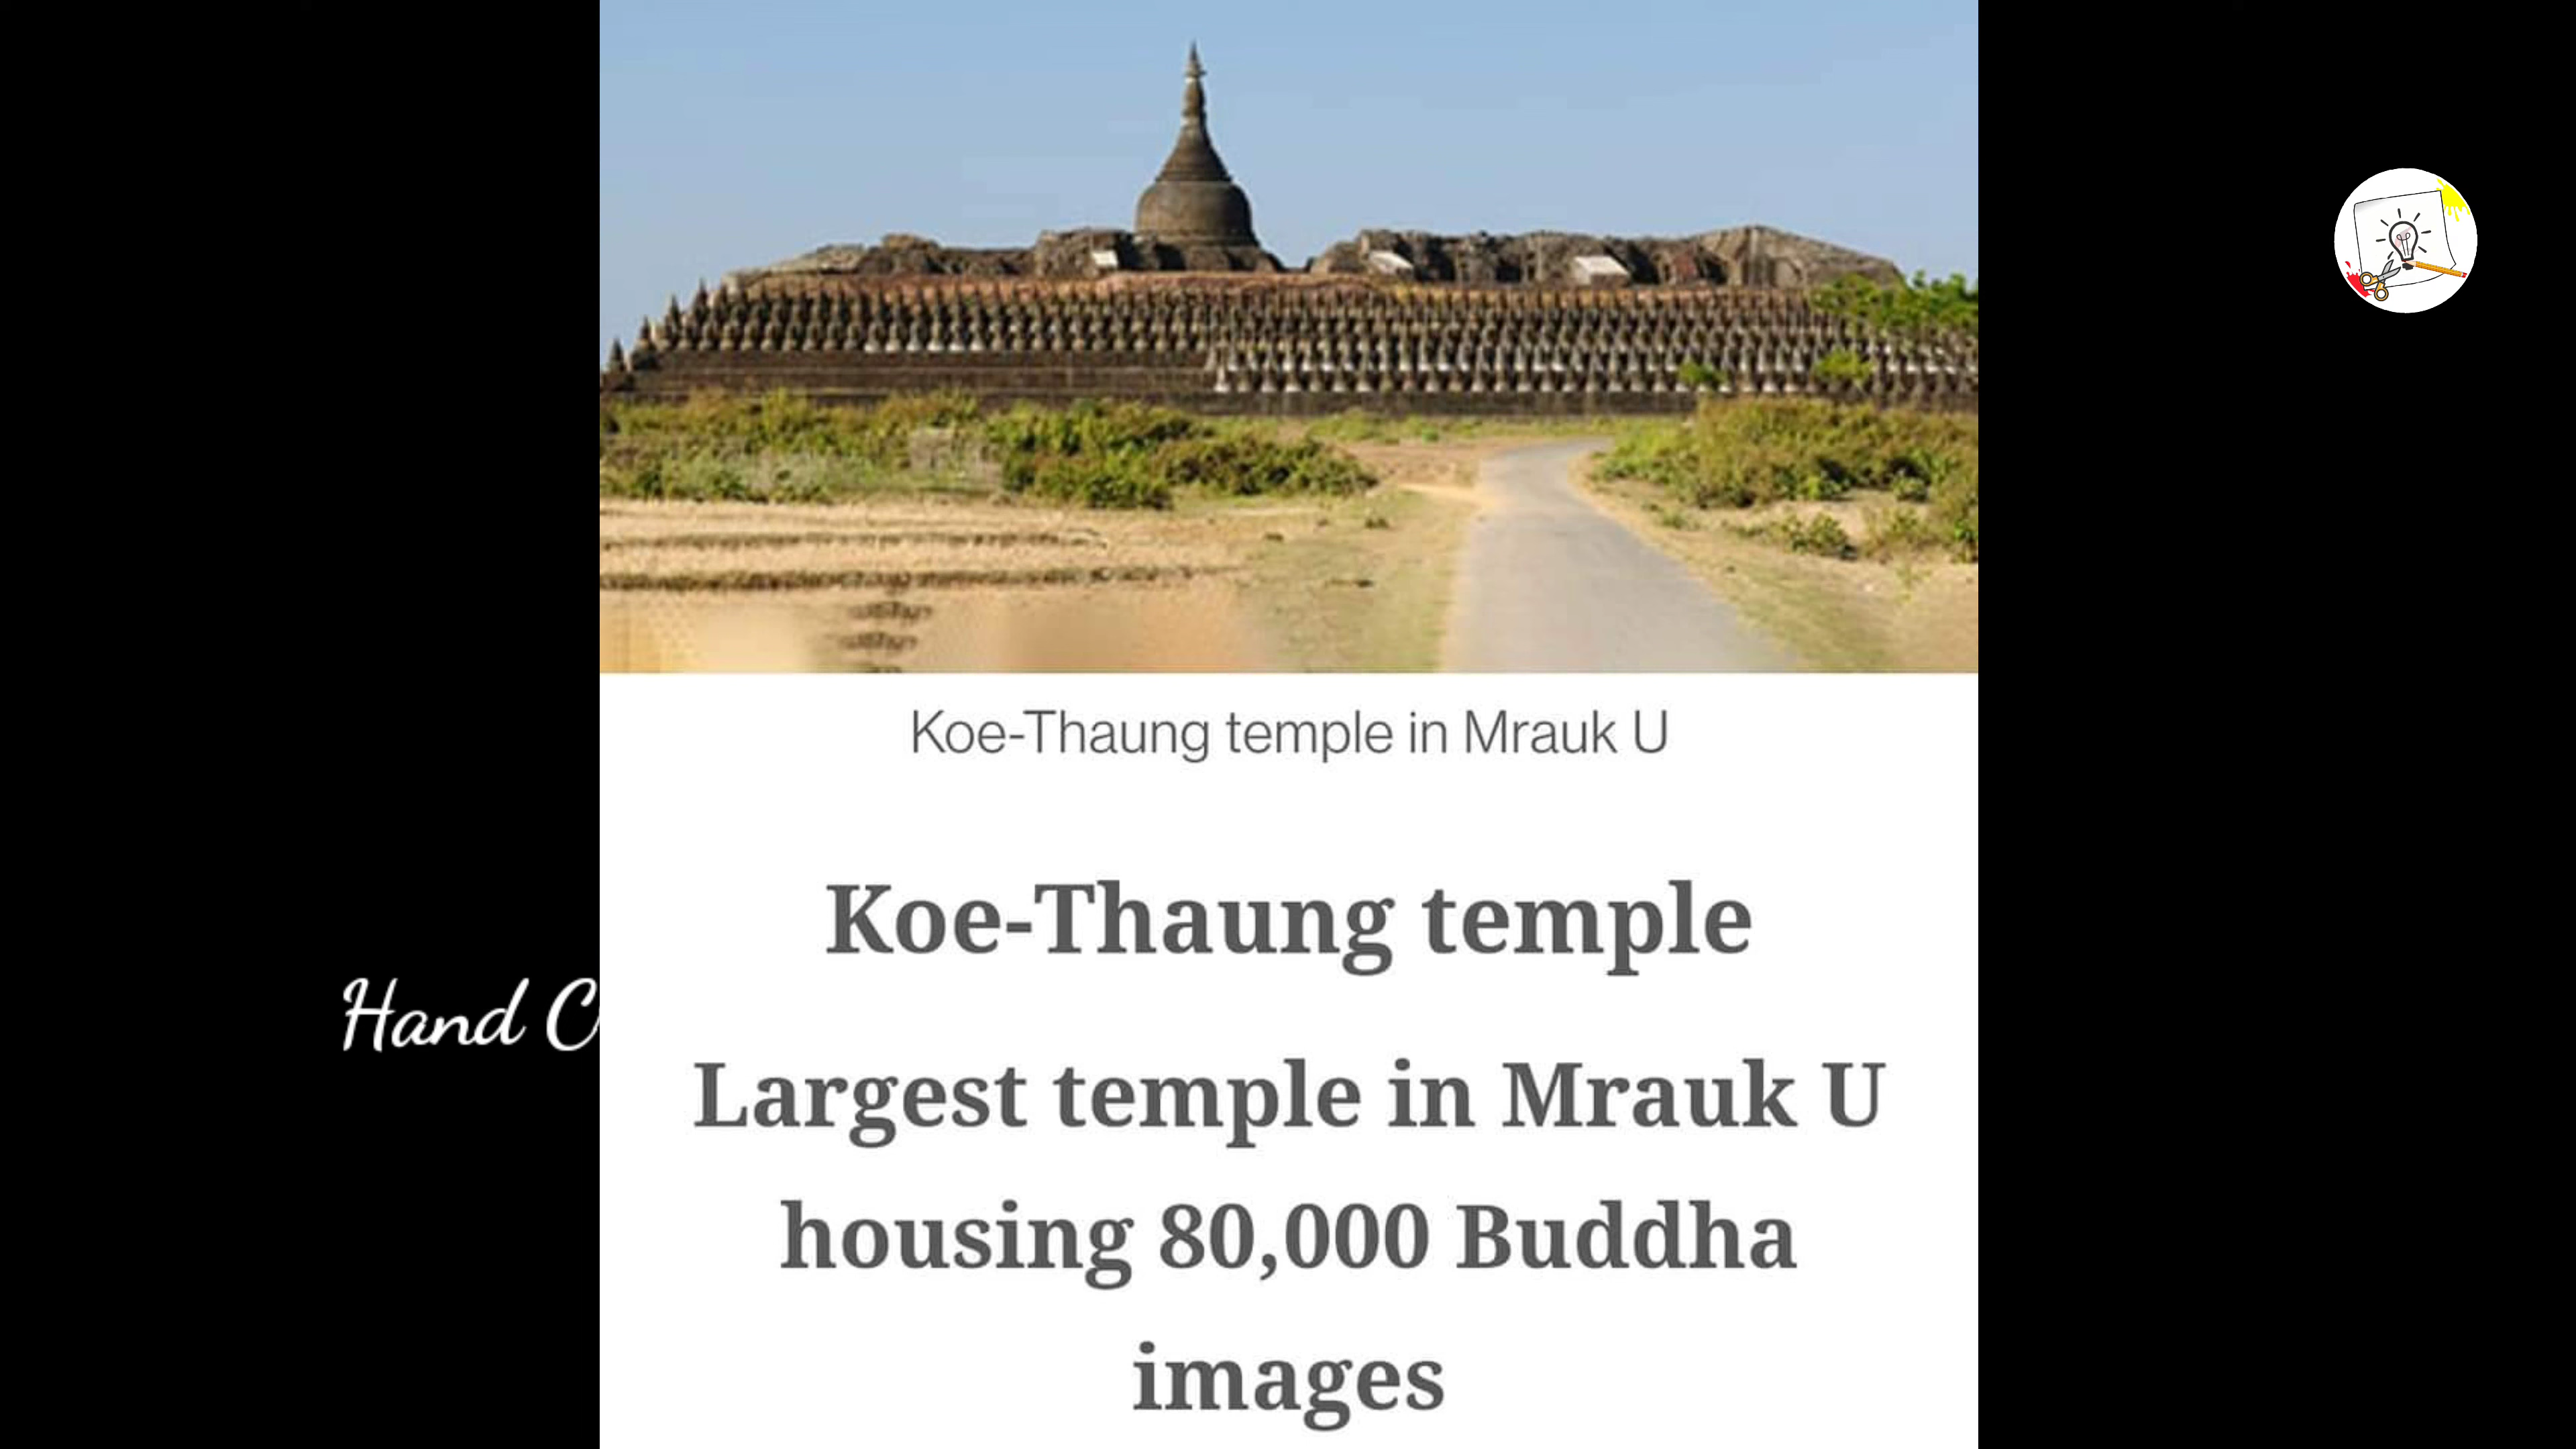 Koe-Thaung temple in Mrauk U
Koe-Thaung temple
Hand C
Largest temple in Mrauk U
housing 80,000 Buddha
images